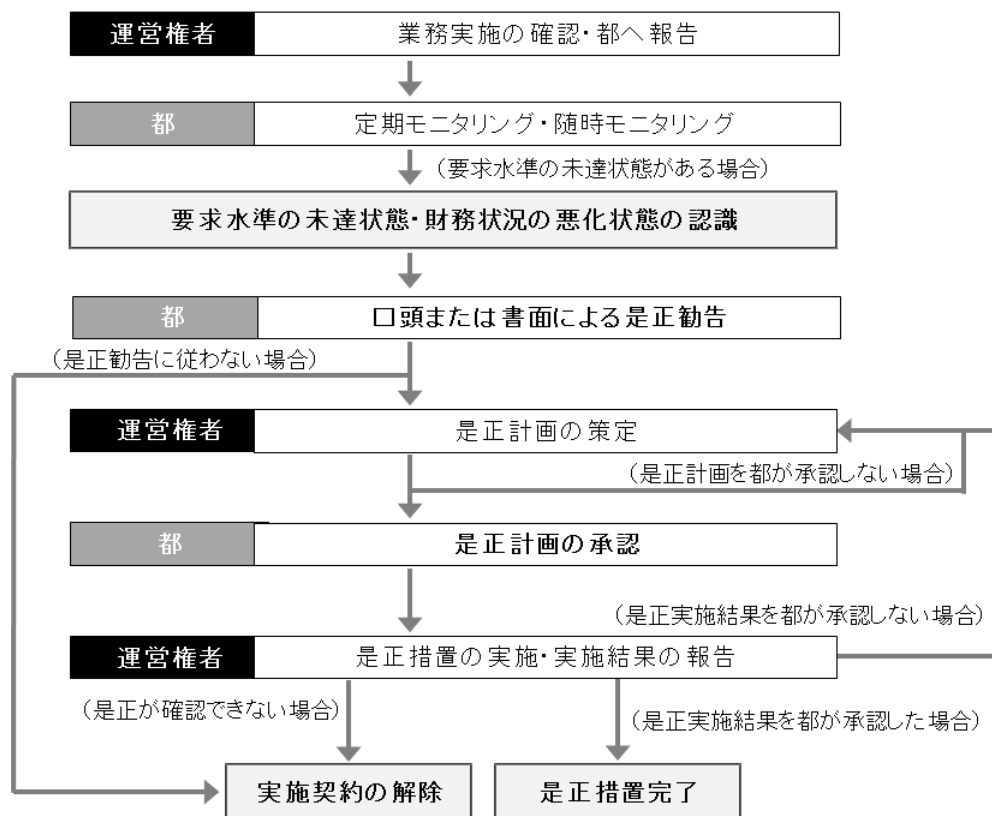 運営権者 業務実施の確認・都へ報告
都 定期モニタリング・随時モニタリング
（要求水準の未達状態がある場合）
要求水準の未達状態・財務状況の悪化状態の認識
都 口頭または書面による是正勧告
（是正勧告に従わない場合）
運営権者 是正計画の策定
（是正計画を都が承認しない場合）
都 是正計画の承認
（是正実施結果を都が承認しない場合）
運営権者 是正措置の実施・実施結果の報告
（是正が確認できない場合）
（是正実施結果を都が承認した場合）
実施契約の解除 是正措置完了